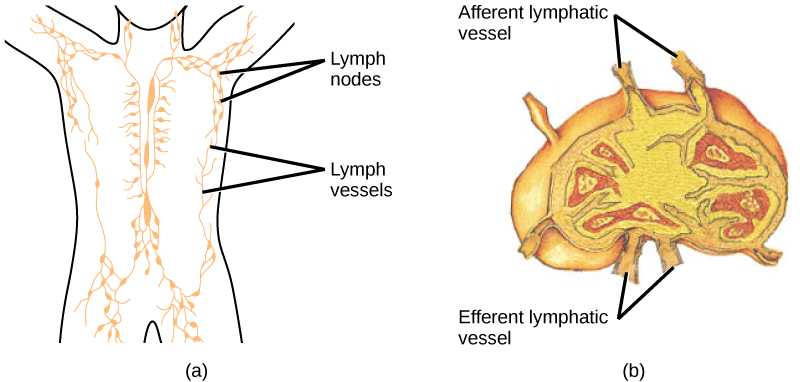 Lymph
nodes
Lymph
vessels
(a)
Afferent lymphatic
vessel
Efferent lymphatic
vessel
(b)